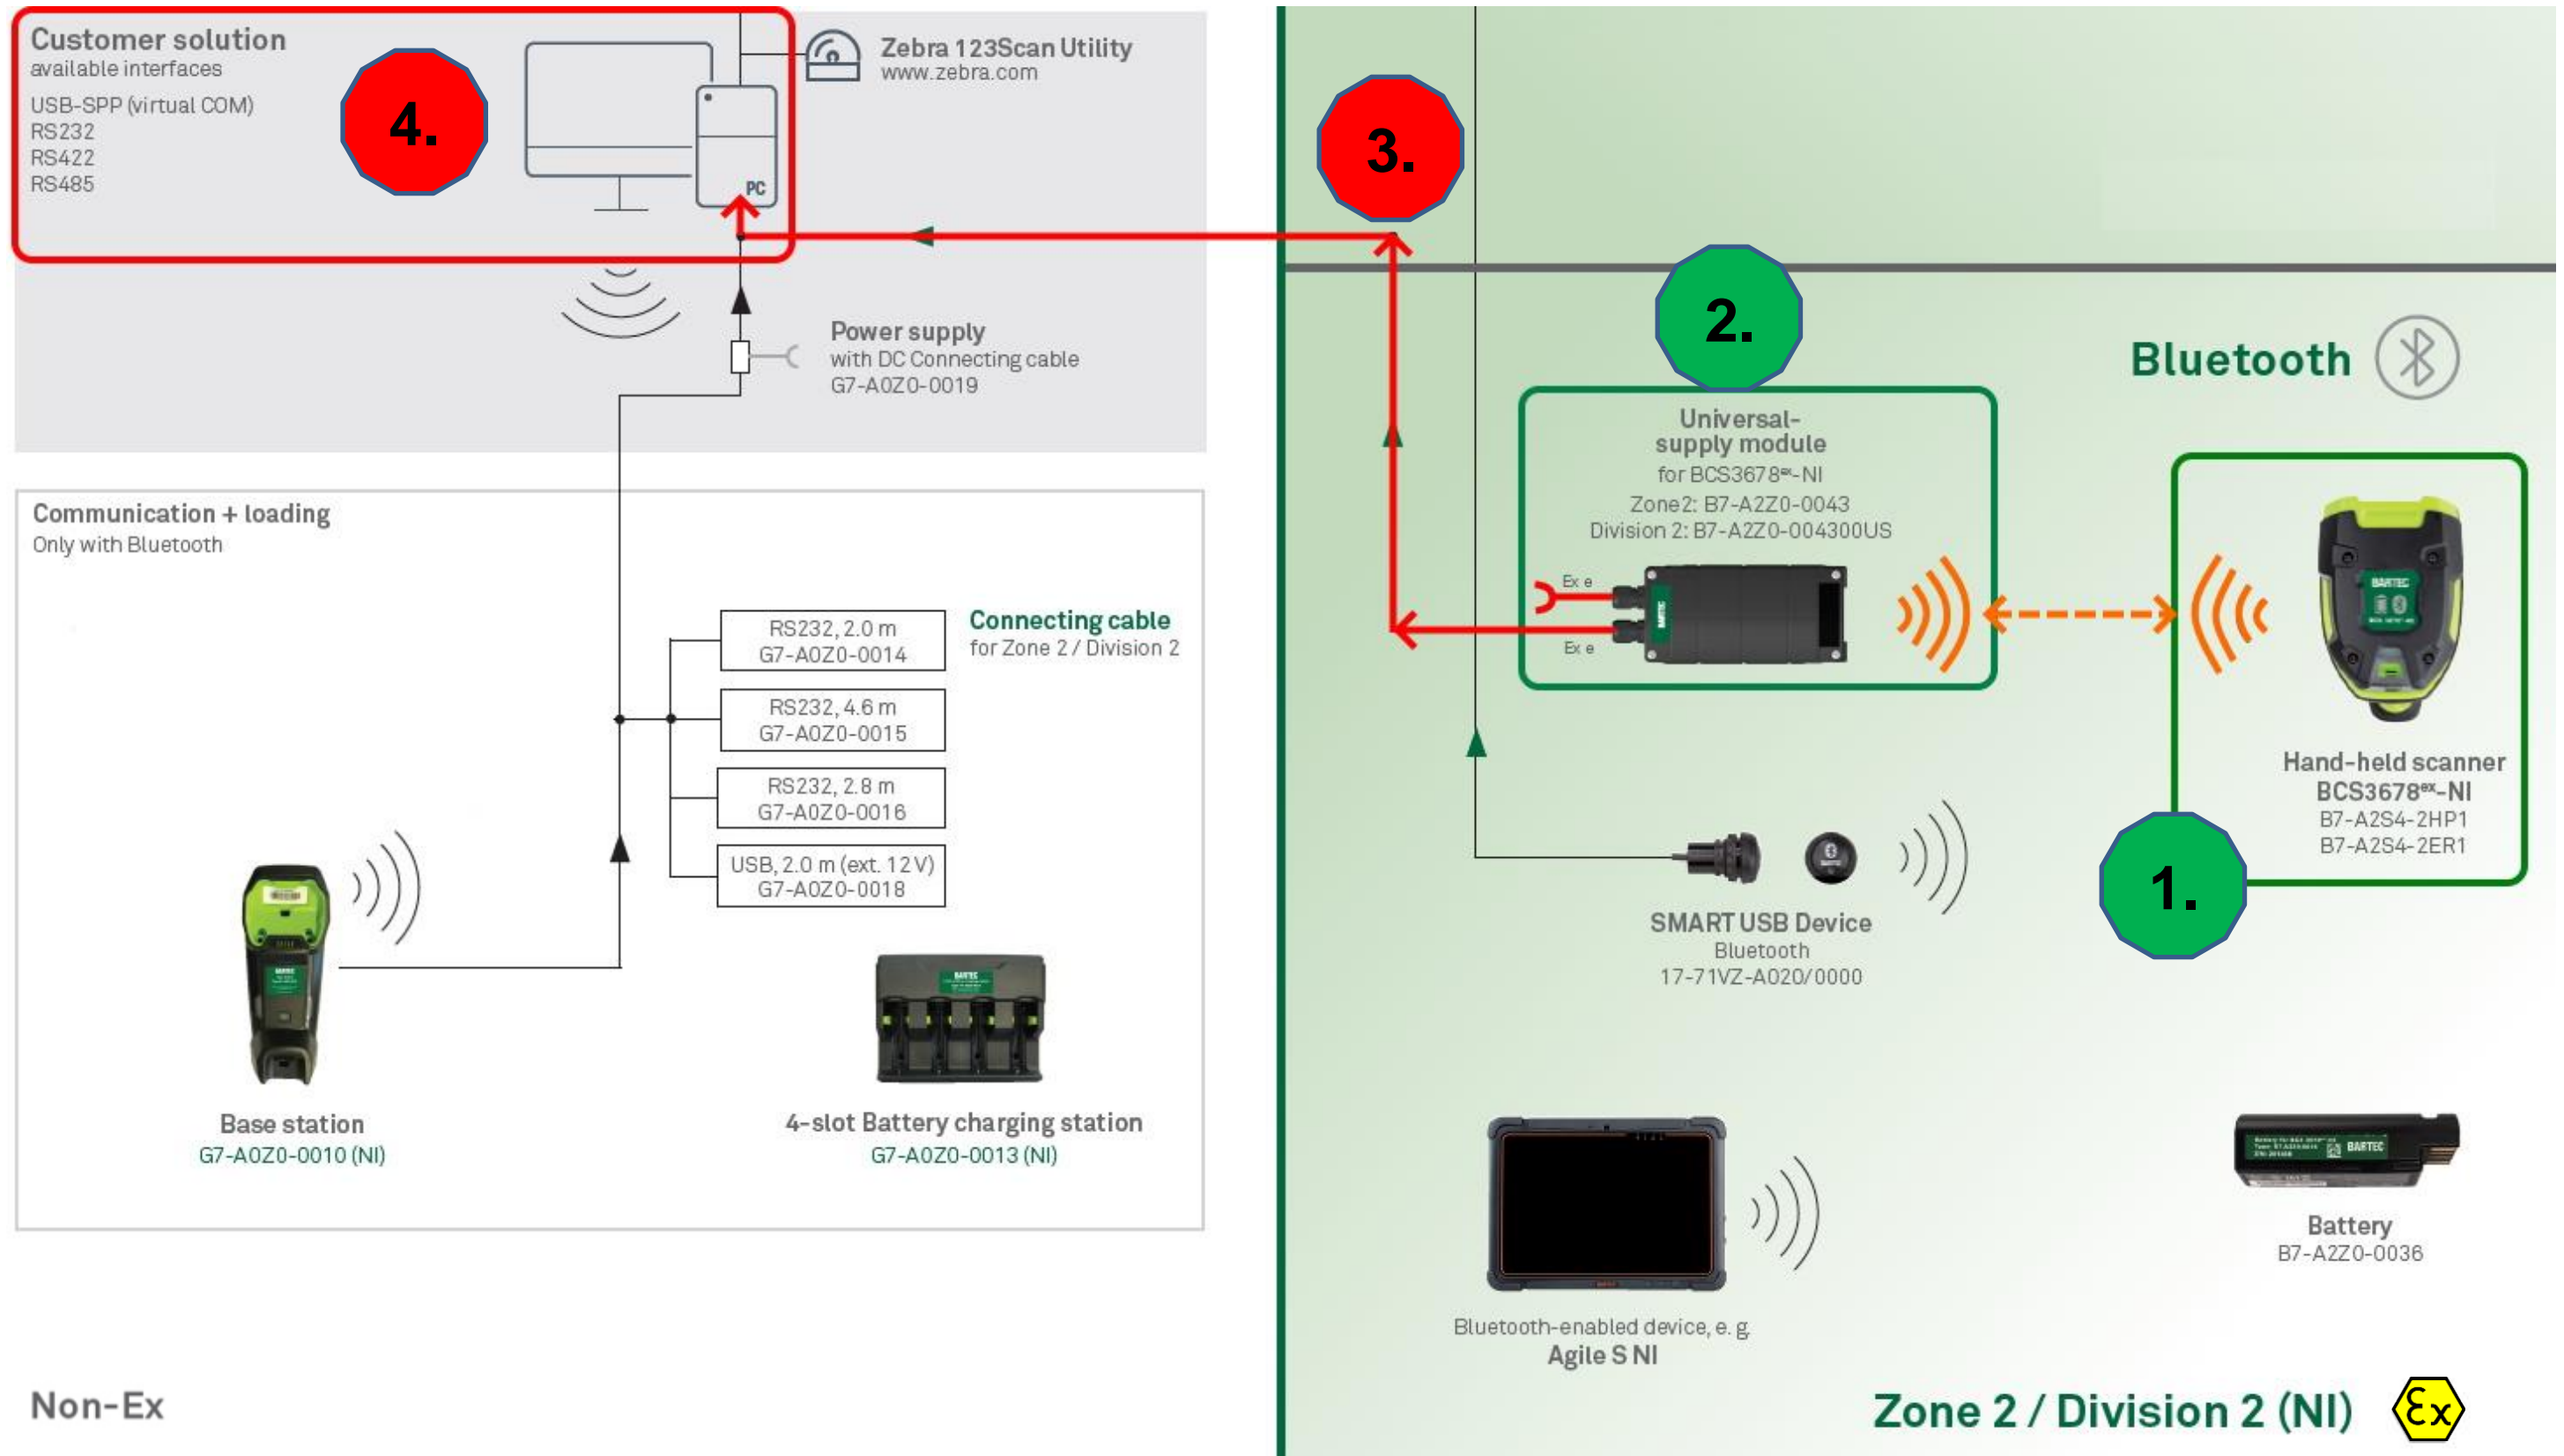 Customer solution
available interfaces
USB-SPP (virtual COM)
RS232
RS422
RS485
4.
PC
Zebra 123Scan Utility
www.zebra.com
Power supply
with DC Connecting cable
G7-A0Z0-0019
Communication + loading
Only with Bluetooth
RS232, 2.0 m
G7-A0Z0-0014
RS232, 4.6 m
G7-A0Z0-0015
RS232, 2.8 m
G7-A0Z0-0016
USB, 2.0 m (ext. 12 V)
G7-A0Z0-0018
Connecting cable
for Zone 2 / Division 2
Base station
G7-A0Z0-0010 (NI)
BARTEC
4-slot Battery charging station
G7-A0Z0-0013 (NI)
Non-Ex
3.
2.
Bluetooth
Universal-
supply module
for BCS3678ex-NI
Zone2: B7-A2Z0-0043
Division 2: B7-A2Z0-004300US
Ex e
Ex e
BARTEC
BARTEC
Hand-held scanner
BCS3678ex-NI
B7-A2S4-2HP1
B7-A2S4-2ER1
1.
SMART USB Device
Bluetooth
17-71VZ-A020/0000
Bluetooth-enabled device, e. g.
Agile S NI
BARTEC
Battery
B7-A2Z0-0036
Zone 2 / Division 2 (NI)
Ex